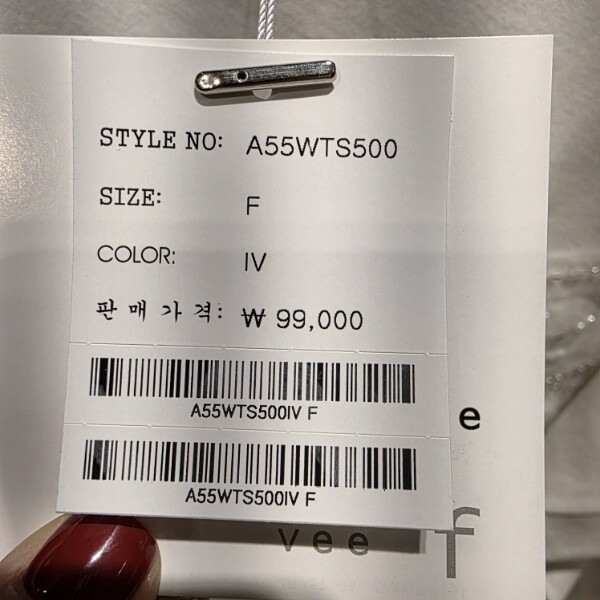 STYLE NO: A55WTS500
SIZE: F
COLOR: IV
판매가격: ₩ 99,000
A55WTS500IV F
A55WTS500IV F
e
vee f